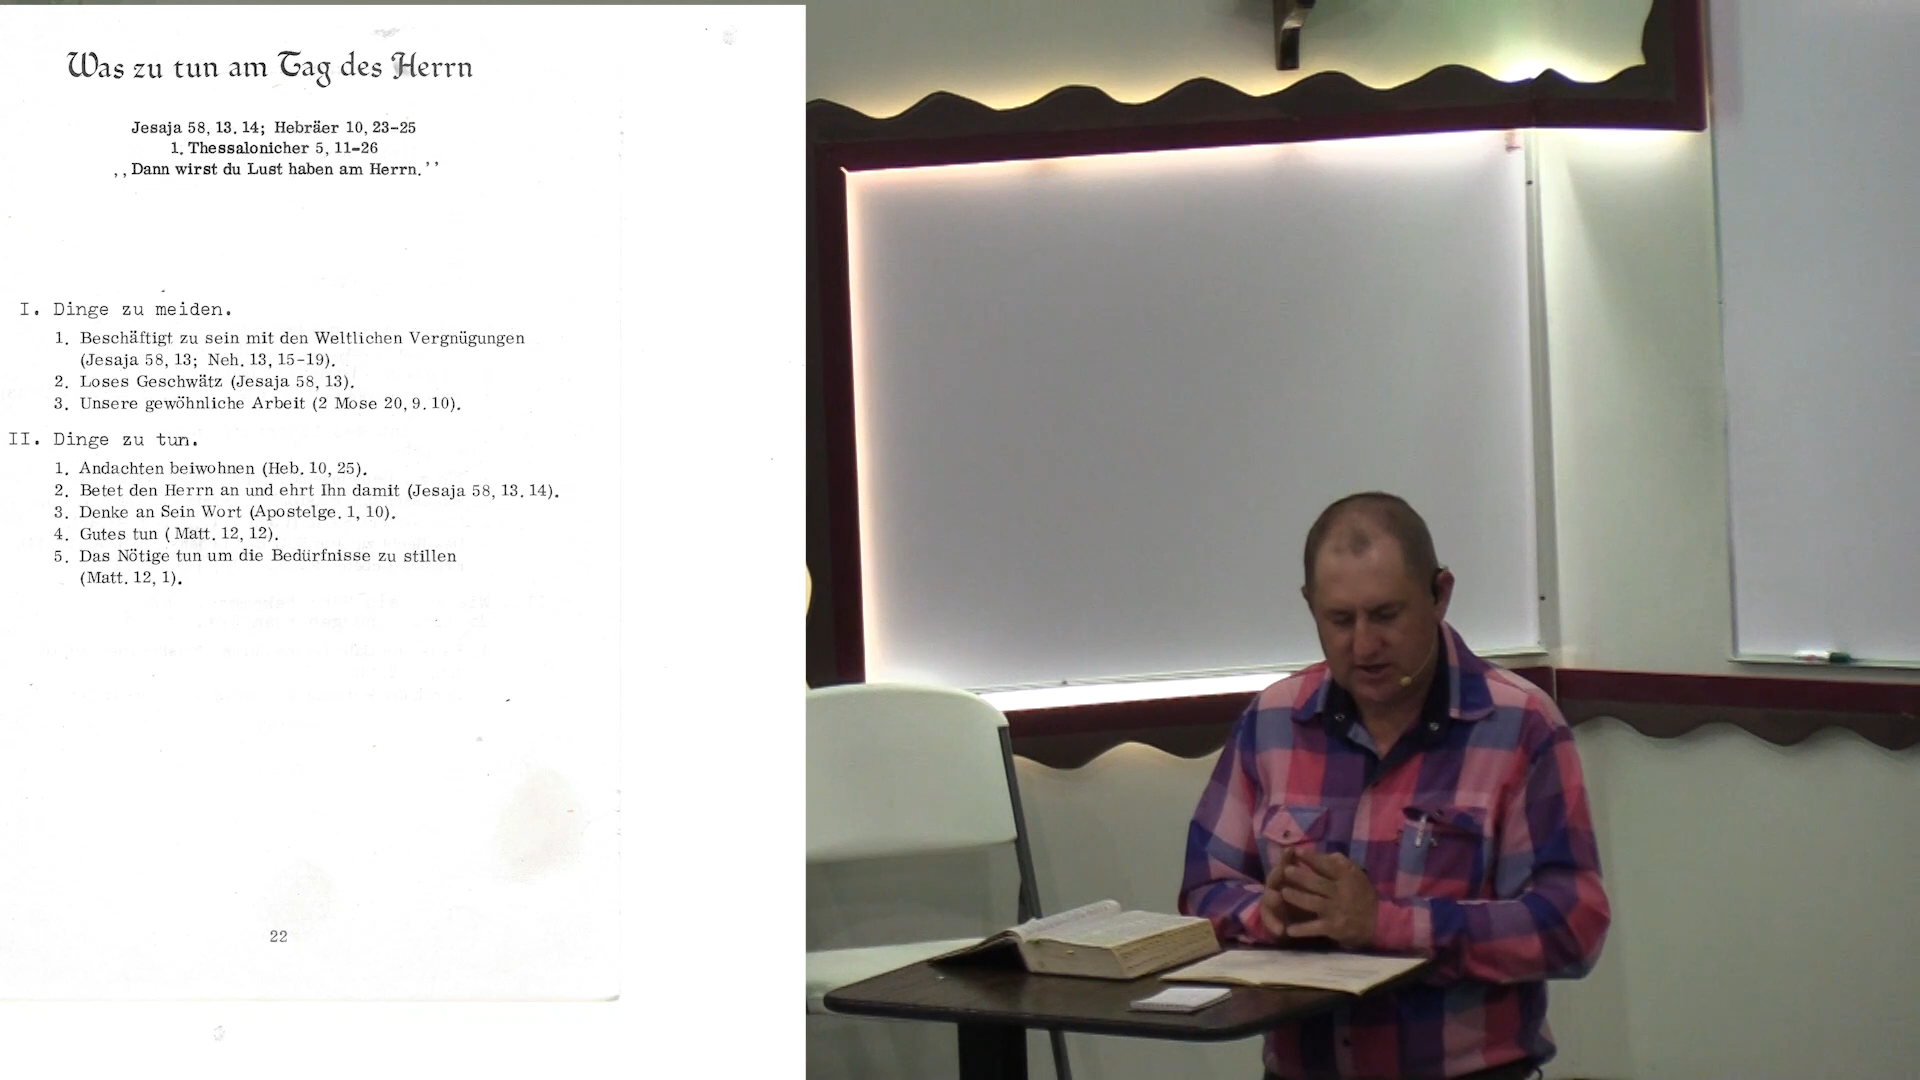 Was zu tun am Tag des Herrn
Jesaja 58, 13. 14; Hebräer 10, 23-25
1. Thessalonicher 5, 11-26
,,Dann wirst du Lust haben am Herrn.''
I. Dinge zu meiden.
1. Beschäftigt zu sein mit den Weltlichen Vergnügungen
(Jesaja 58, 13; Neh. 13, 15-19).
2. Loses Geschwätz (Jesaja 58, 13).
3. Unsere gewöhnliche Arbeit (2 Mose 20, 9. 10).
II. Dinge zu tun.
1. Andachten beiwohnen (Heb. 10, 25).
2. Betet den Herrn an und ehrt Ihn damit (Jesaja 58, 13. 14).
3. Denke an Sein Wort (Apostelge. 1, 10).
4. Gutes tun ( Matt. 12, 12).
5. Das Nötige tun um die Bedürfnisse zu stillen
(Matt. 12, 1).
22